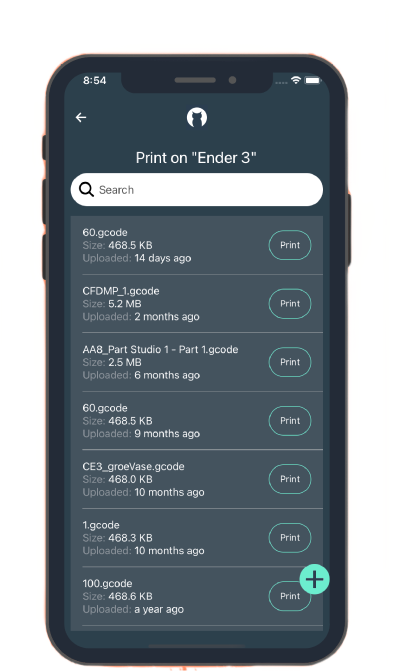 8:54
Print on "Ender 3"
Search
60.gcode
Size: 468.5 KB
Uploaded: 14 days ago
Print
CFDMP_1.gcode
Size: 5.2 MB
Uploaded: 2 months ago
Print
AA8_Part Studio 1 - Part 1.gcode
Size: 2.5 MB
Uploaded: 6 months ago
Print
60.gcode
Size: 468.5 KB
Uploaded: 9 months ago
Print
CE3_groeVase.gcode
Size: 468.0 KB
Uploaded: 10 months ago
Print
1.gcode
Size: 468.3 KB
Uploaded: 10 months ago
Print
100.gcode
Size: 468.6 KB
Uploaded: a year ago
Print